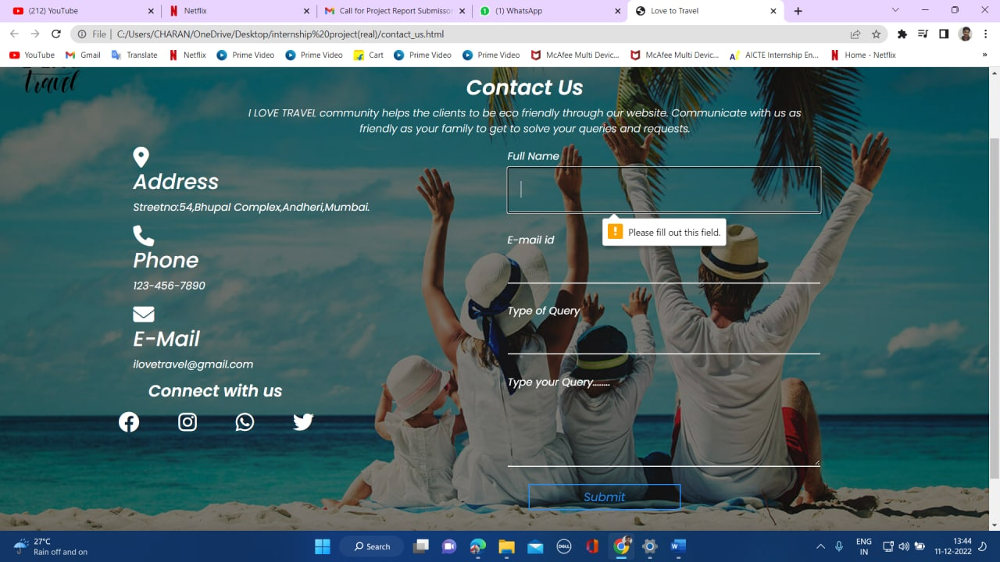 (212) YouTube
Netflix
Call for Project Report Submissor
(1) WhatsApp
Love to Travel
File
C:/Users/CHARAN/OneDrive/Desktop/internship%20project(real)/contact_us.html
YouTube
Gmail
Translate
Netflix
Prime Video
Prime Video
Cart
Prime Video
Prime Video
McAfee Multi Devic...
McAfee Multi Devic...
AICTE Internship En...
Home - Netflix
»
travel
Contact Us
I LOVE TRAVEL community helps the clients to be eco friendly through our website. Communicate with us as
friendly as your family to get to solve your queries and requests.
Address
Streetno:54,Bhupal Complex,Andheri,Mumbai.
Phone
123-456-7890
E-Mail
ilovetravel@gmail.com
Connect with us
Full Name
Please fill out this field.
E-mail id
Type of Query
Type your Query........
Submit
27°C
Rain off and on
Search
DELL
ENG
IN
13:44
11-12-2022